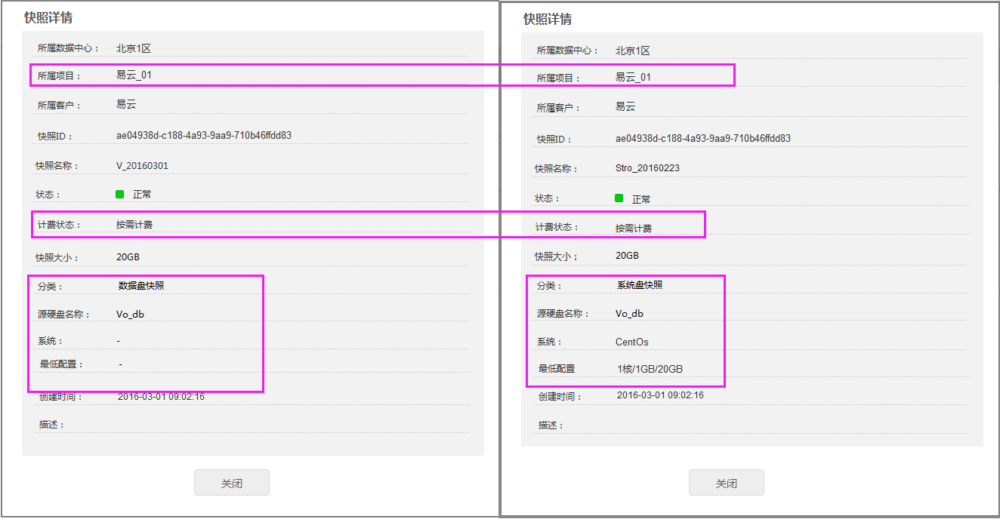 快照详情
所属数据中心： 北京1区
所属项目： 易云_01
所属客户： 易云
快照ID： ae04938d-c188-4a93-9aa9-710b46ffdd83
快照名称： V_20160301
状态： 正常
计费状态： 按需计费
快照大小： 20GB
分类： 数据盘快照
源硬盘名称： Vo_db
系统： -
最低配置： -
创建时间： 2016-03-01 09:02:16
描述：
关闭
快照详情
所属数据中心： 北京1区
所属项目： 易云_01
所属客户： 易云
快照ID： ae04938d-c188-4a93-9aa9-710b46ffdd83
快照名称： Stro_20160223
状态： 正常
计费状态： 按需计费
快照大小： 20GB
分类： 系统盘快照
源硬盘名称： Vo_db
系统： CentOs
最低配置 1核/1GB/20GB
创建时间： 2016-03-01 09:02:16
描述：
关闭